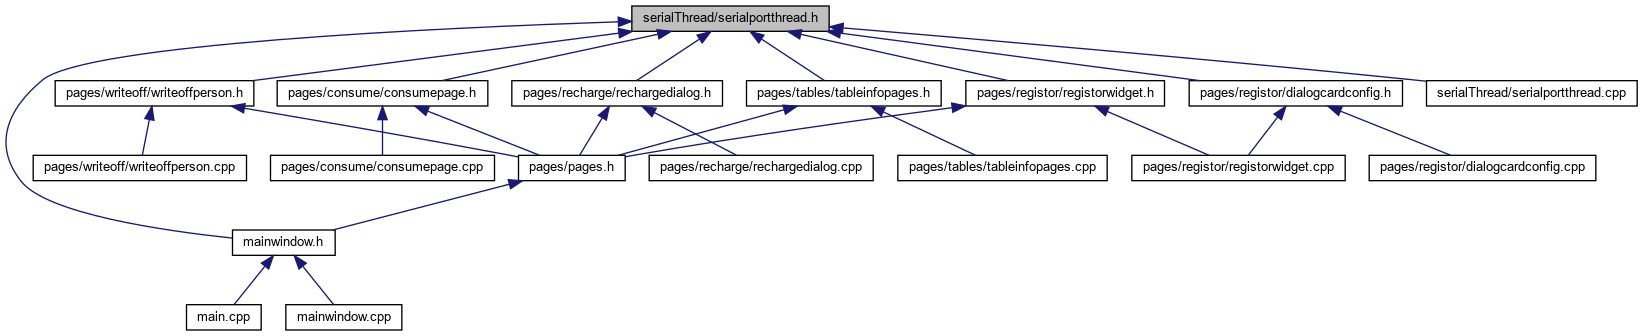 serialThread/serialportthread.h
pages/writeoff/writeoffperson.h
pages/consume/consumepage.h
pages/recharge/rechargedialog.h
pages/tables/tableinfopages.h
pages/registor/registorwidget.h
pages/registor/dialogcardconfig.h
serialThread/serialportthread.cpp
pages/writeoff/writeoffperson.cpp
pages/consume/consumepage.cpp
pages/pages.h
pages/recharge/rechargedialog.cpp
pages/tables/tableinfopages.cpp
pages/registor/registorwidget.cpp
pages/registor/dialogcardconfig.cpp
mainwindow.h
main.cpp
mainwindow.cpp